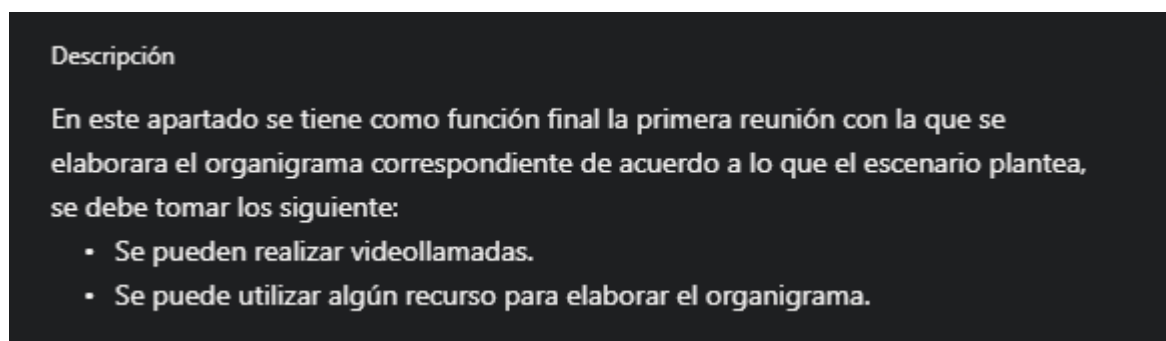 Descripción
En este apartado se tiene como función final la primera reunión con la que se
elaborara el organigrama correspondiente de acuerdo a lo que el escenario plantea,
se debe tomar los siguiente:
• Se pueden realizar videollamadas.
• Se puede utilizar algún recurso para elaborar el organigrama.